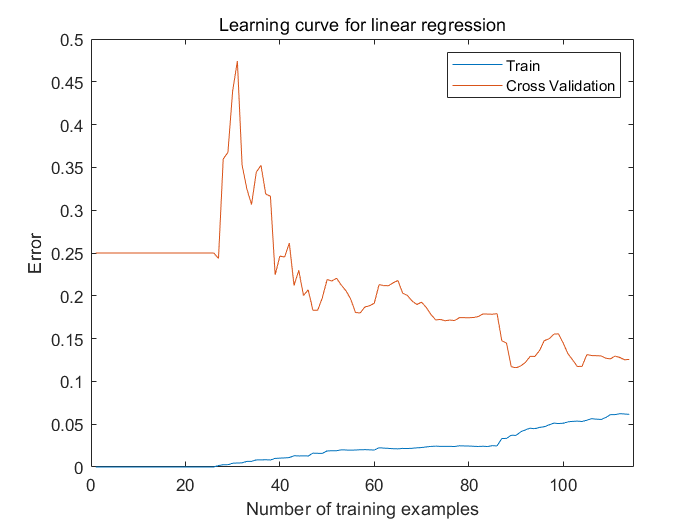 Learning curve for linear regression
0.5
0.45
0.4
0.35
0.3
0.25
0.2
0.15
0.1
0.05
0
Error
Train
Cross Validation
0 20 40 60 80 100
Number of training examples